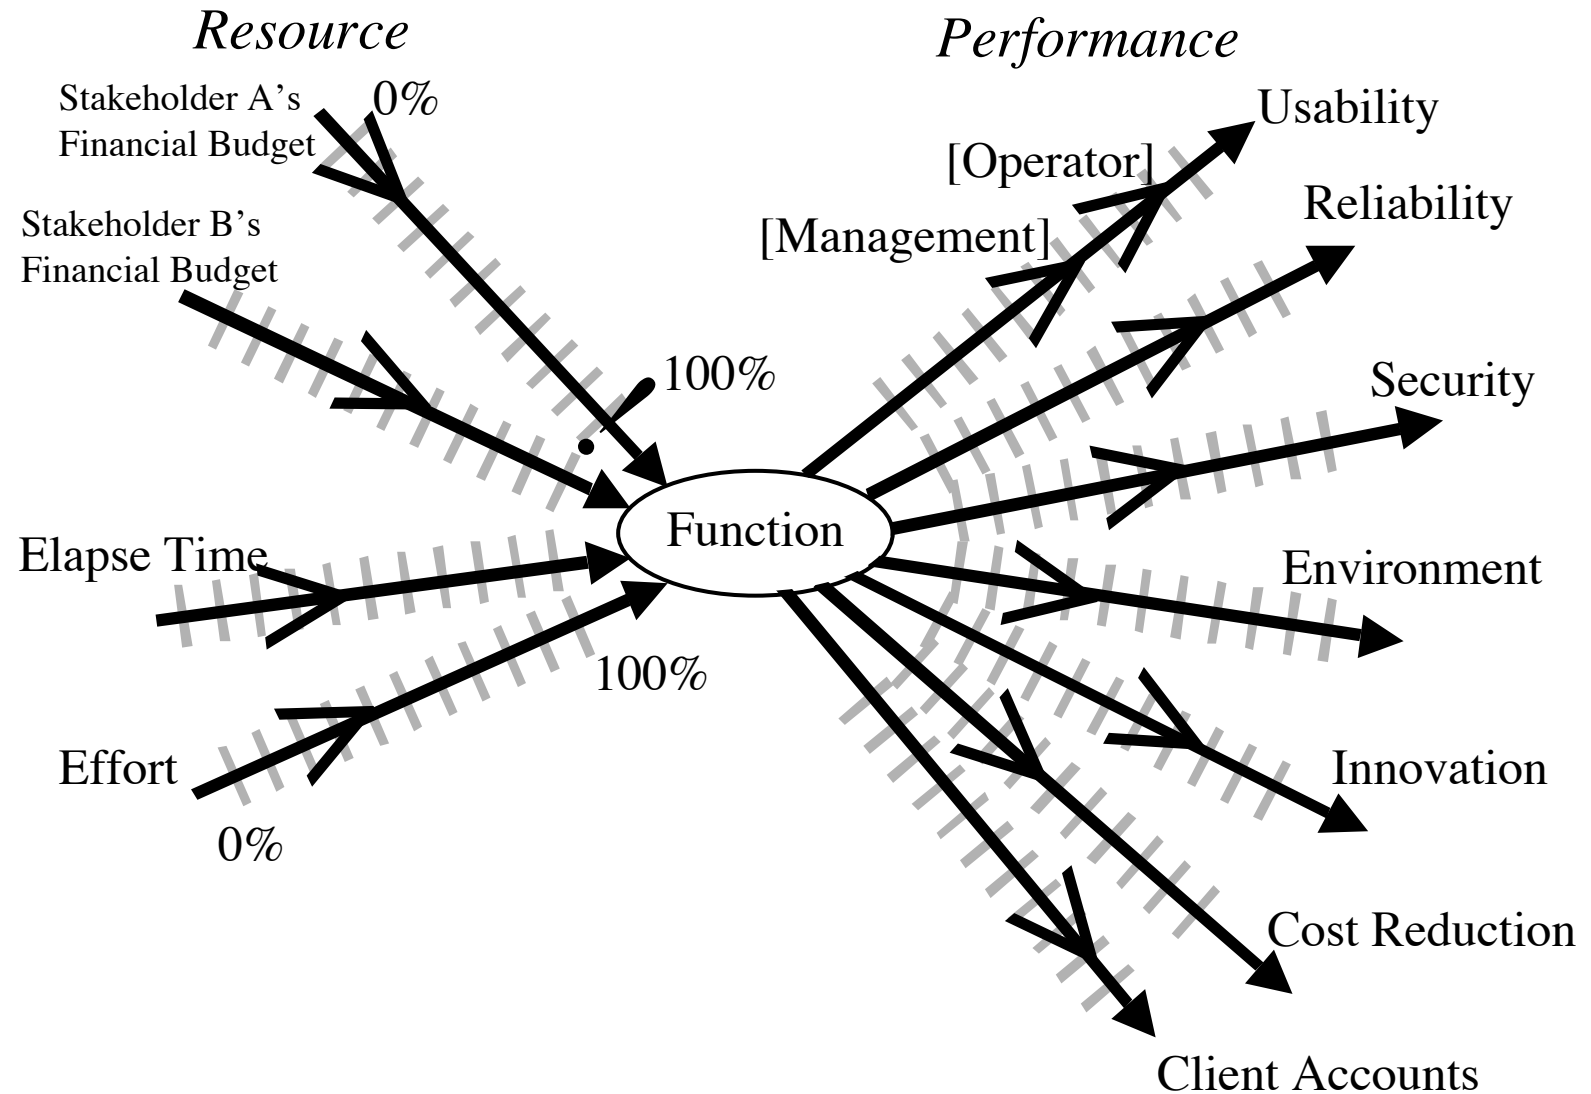 Resource
Performance
Stakeholder A's
Financial Budget
0%
Usability
[Operator]
Reliability
Stakeholder B's
Financial Budget
[Management]
100%
Security
Function
Elapse Time
Environment
100%
Effort
Innovation
0%
Cost Reduction
Client Accounts